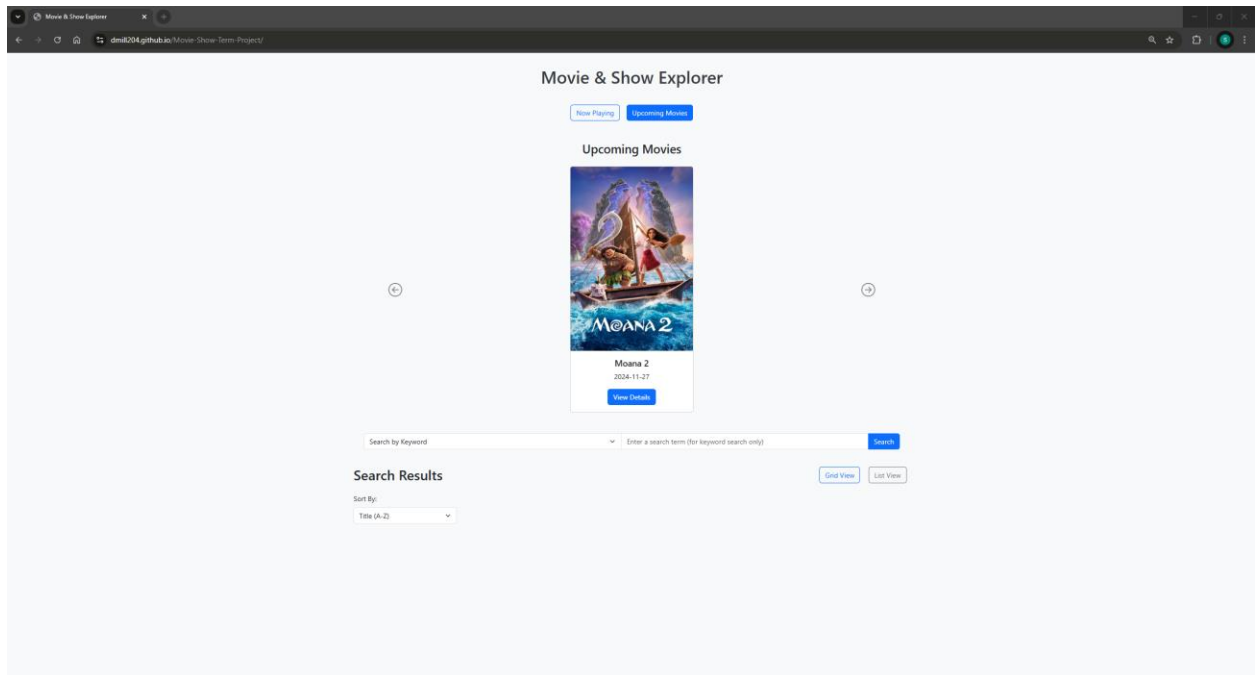 Movie & Show Explorer
dmill204.github.io/Movie-Show-Term-Project/
S
Movie & Show Explorer
Now Playing Upcoming Movies
Upcoming Movies
MOANA 2
Moana 2
2024-11-27
View Details
Search by Keyword Enter a search term (for keyword search only) Search
Search Results Grid View List View
Sort By:
Title (A-Z)